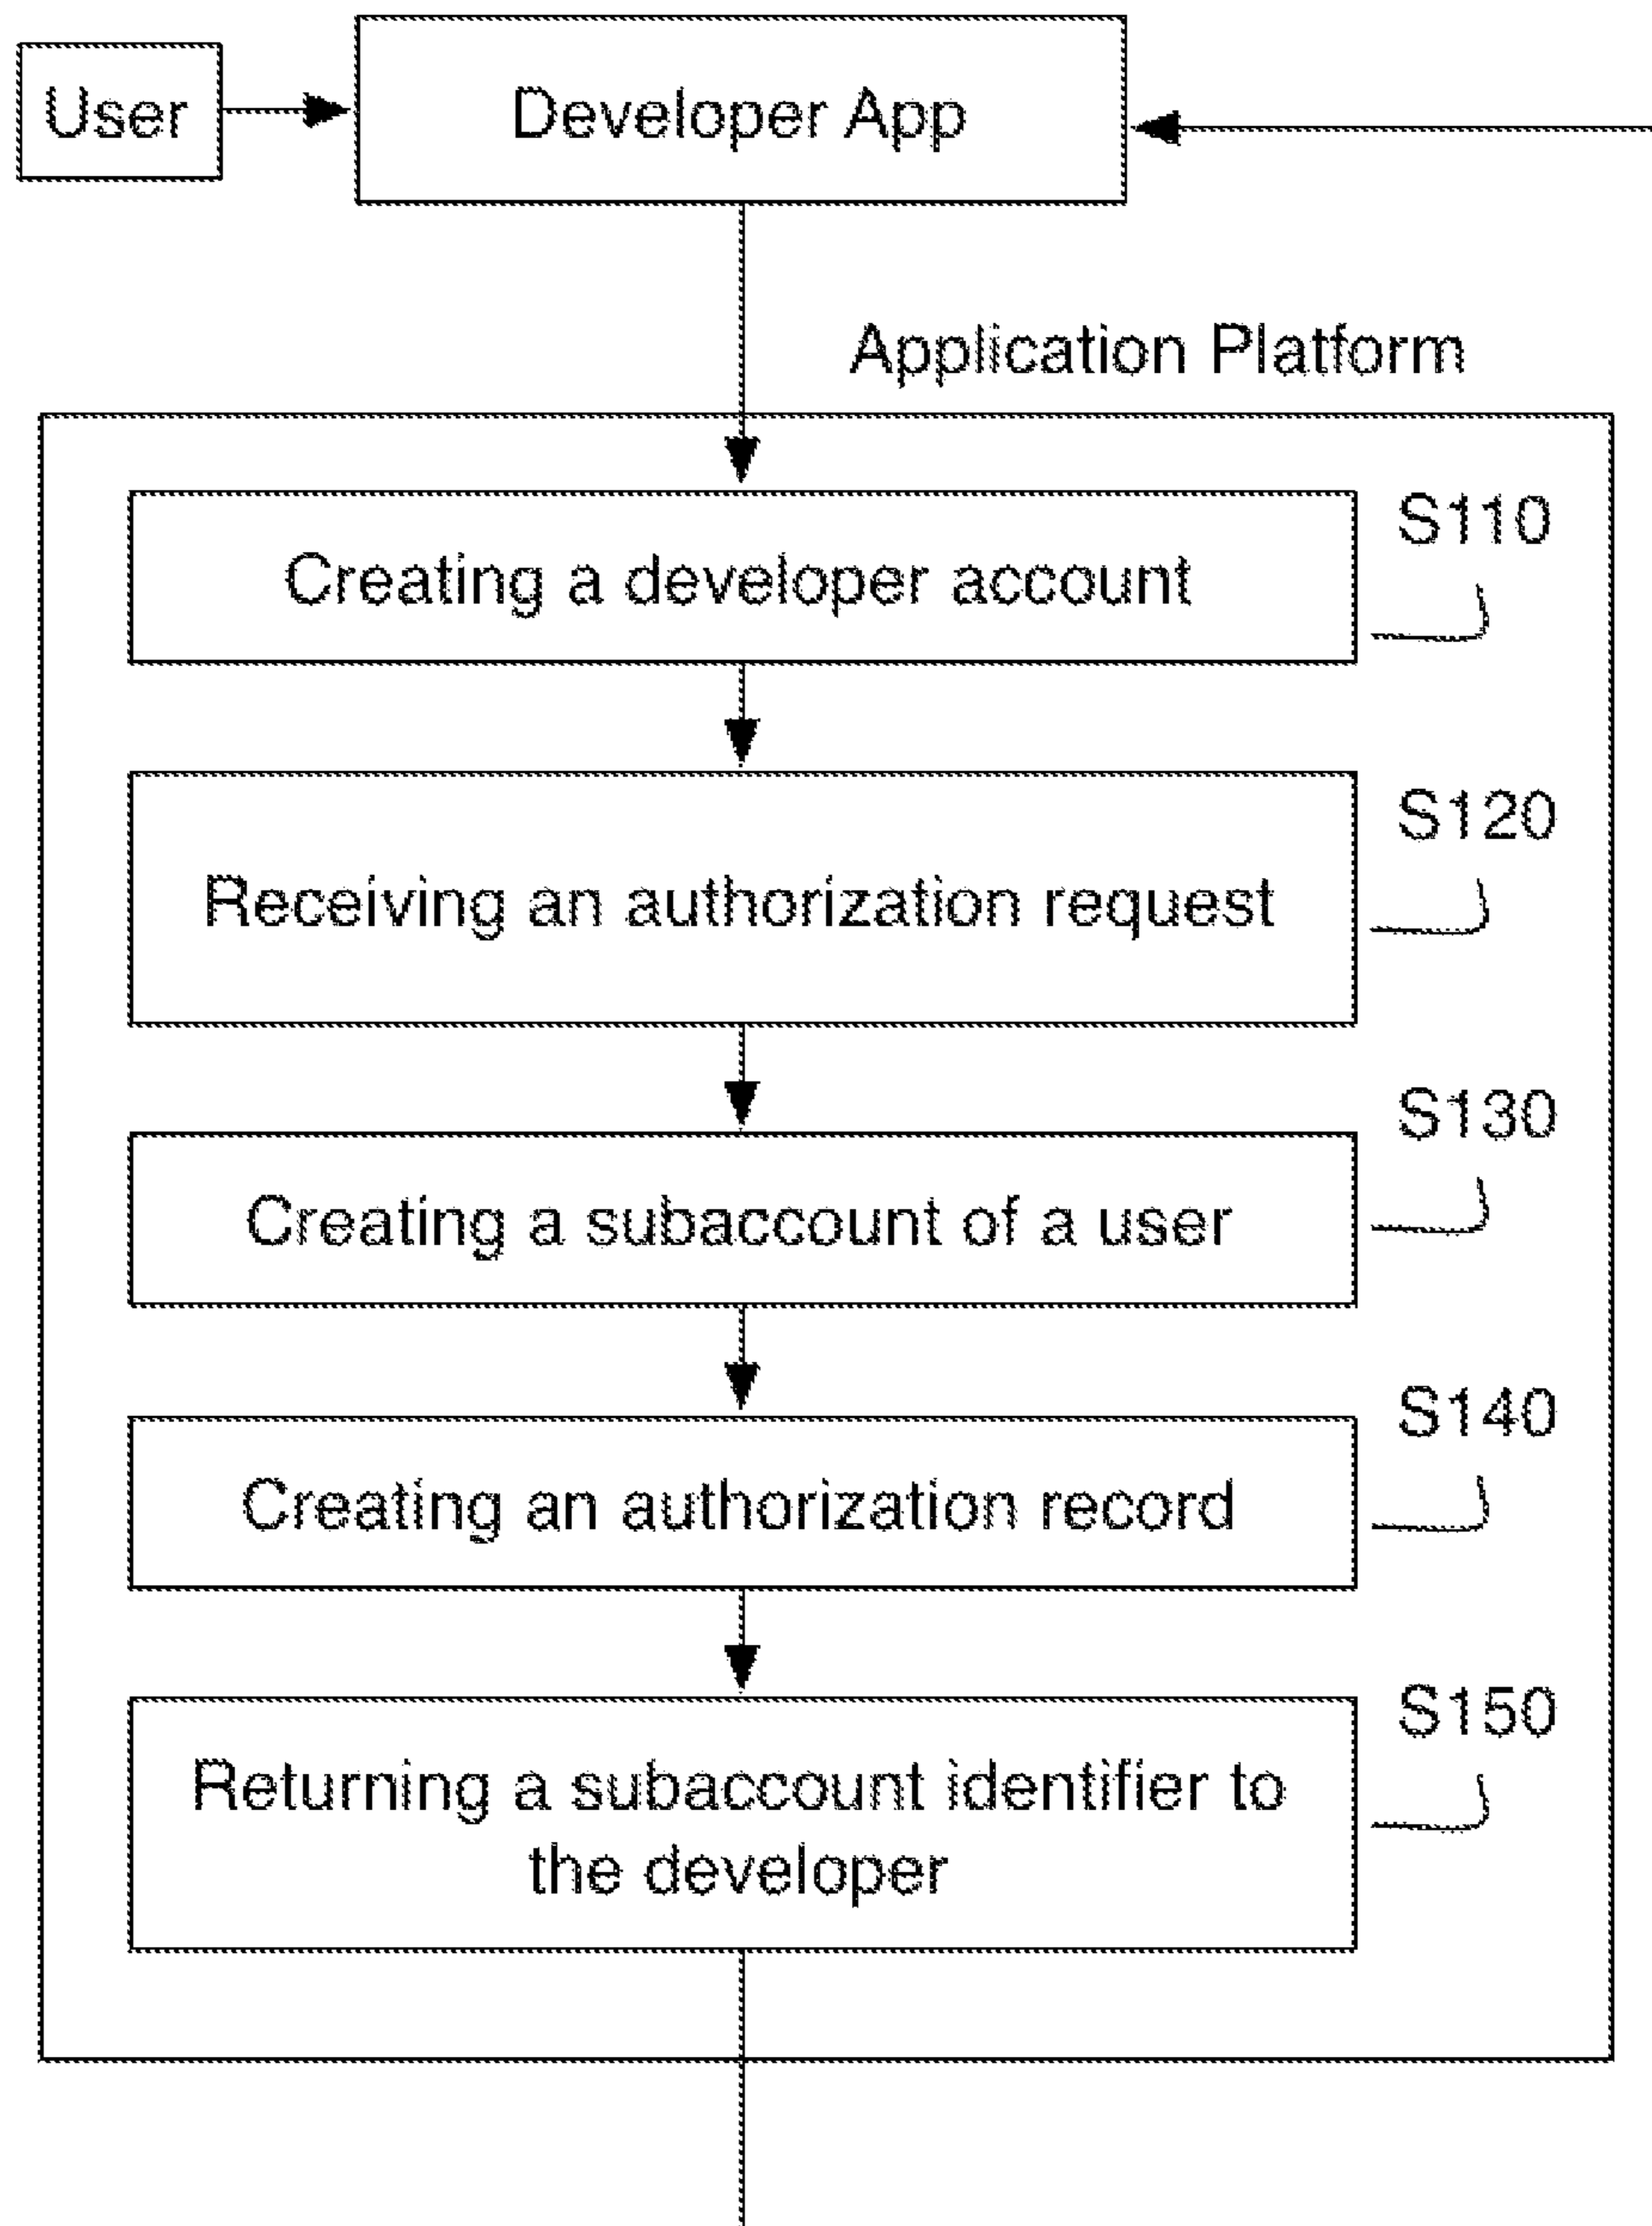 User
Developer App
Application Platform
Creating a developer account
S110
Receiving an authorization request
S120
Creating a subaccount of a user
S130
Creating an authorization record
S140
Returning a subaccount identifier to
the developer
S150